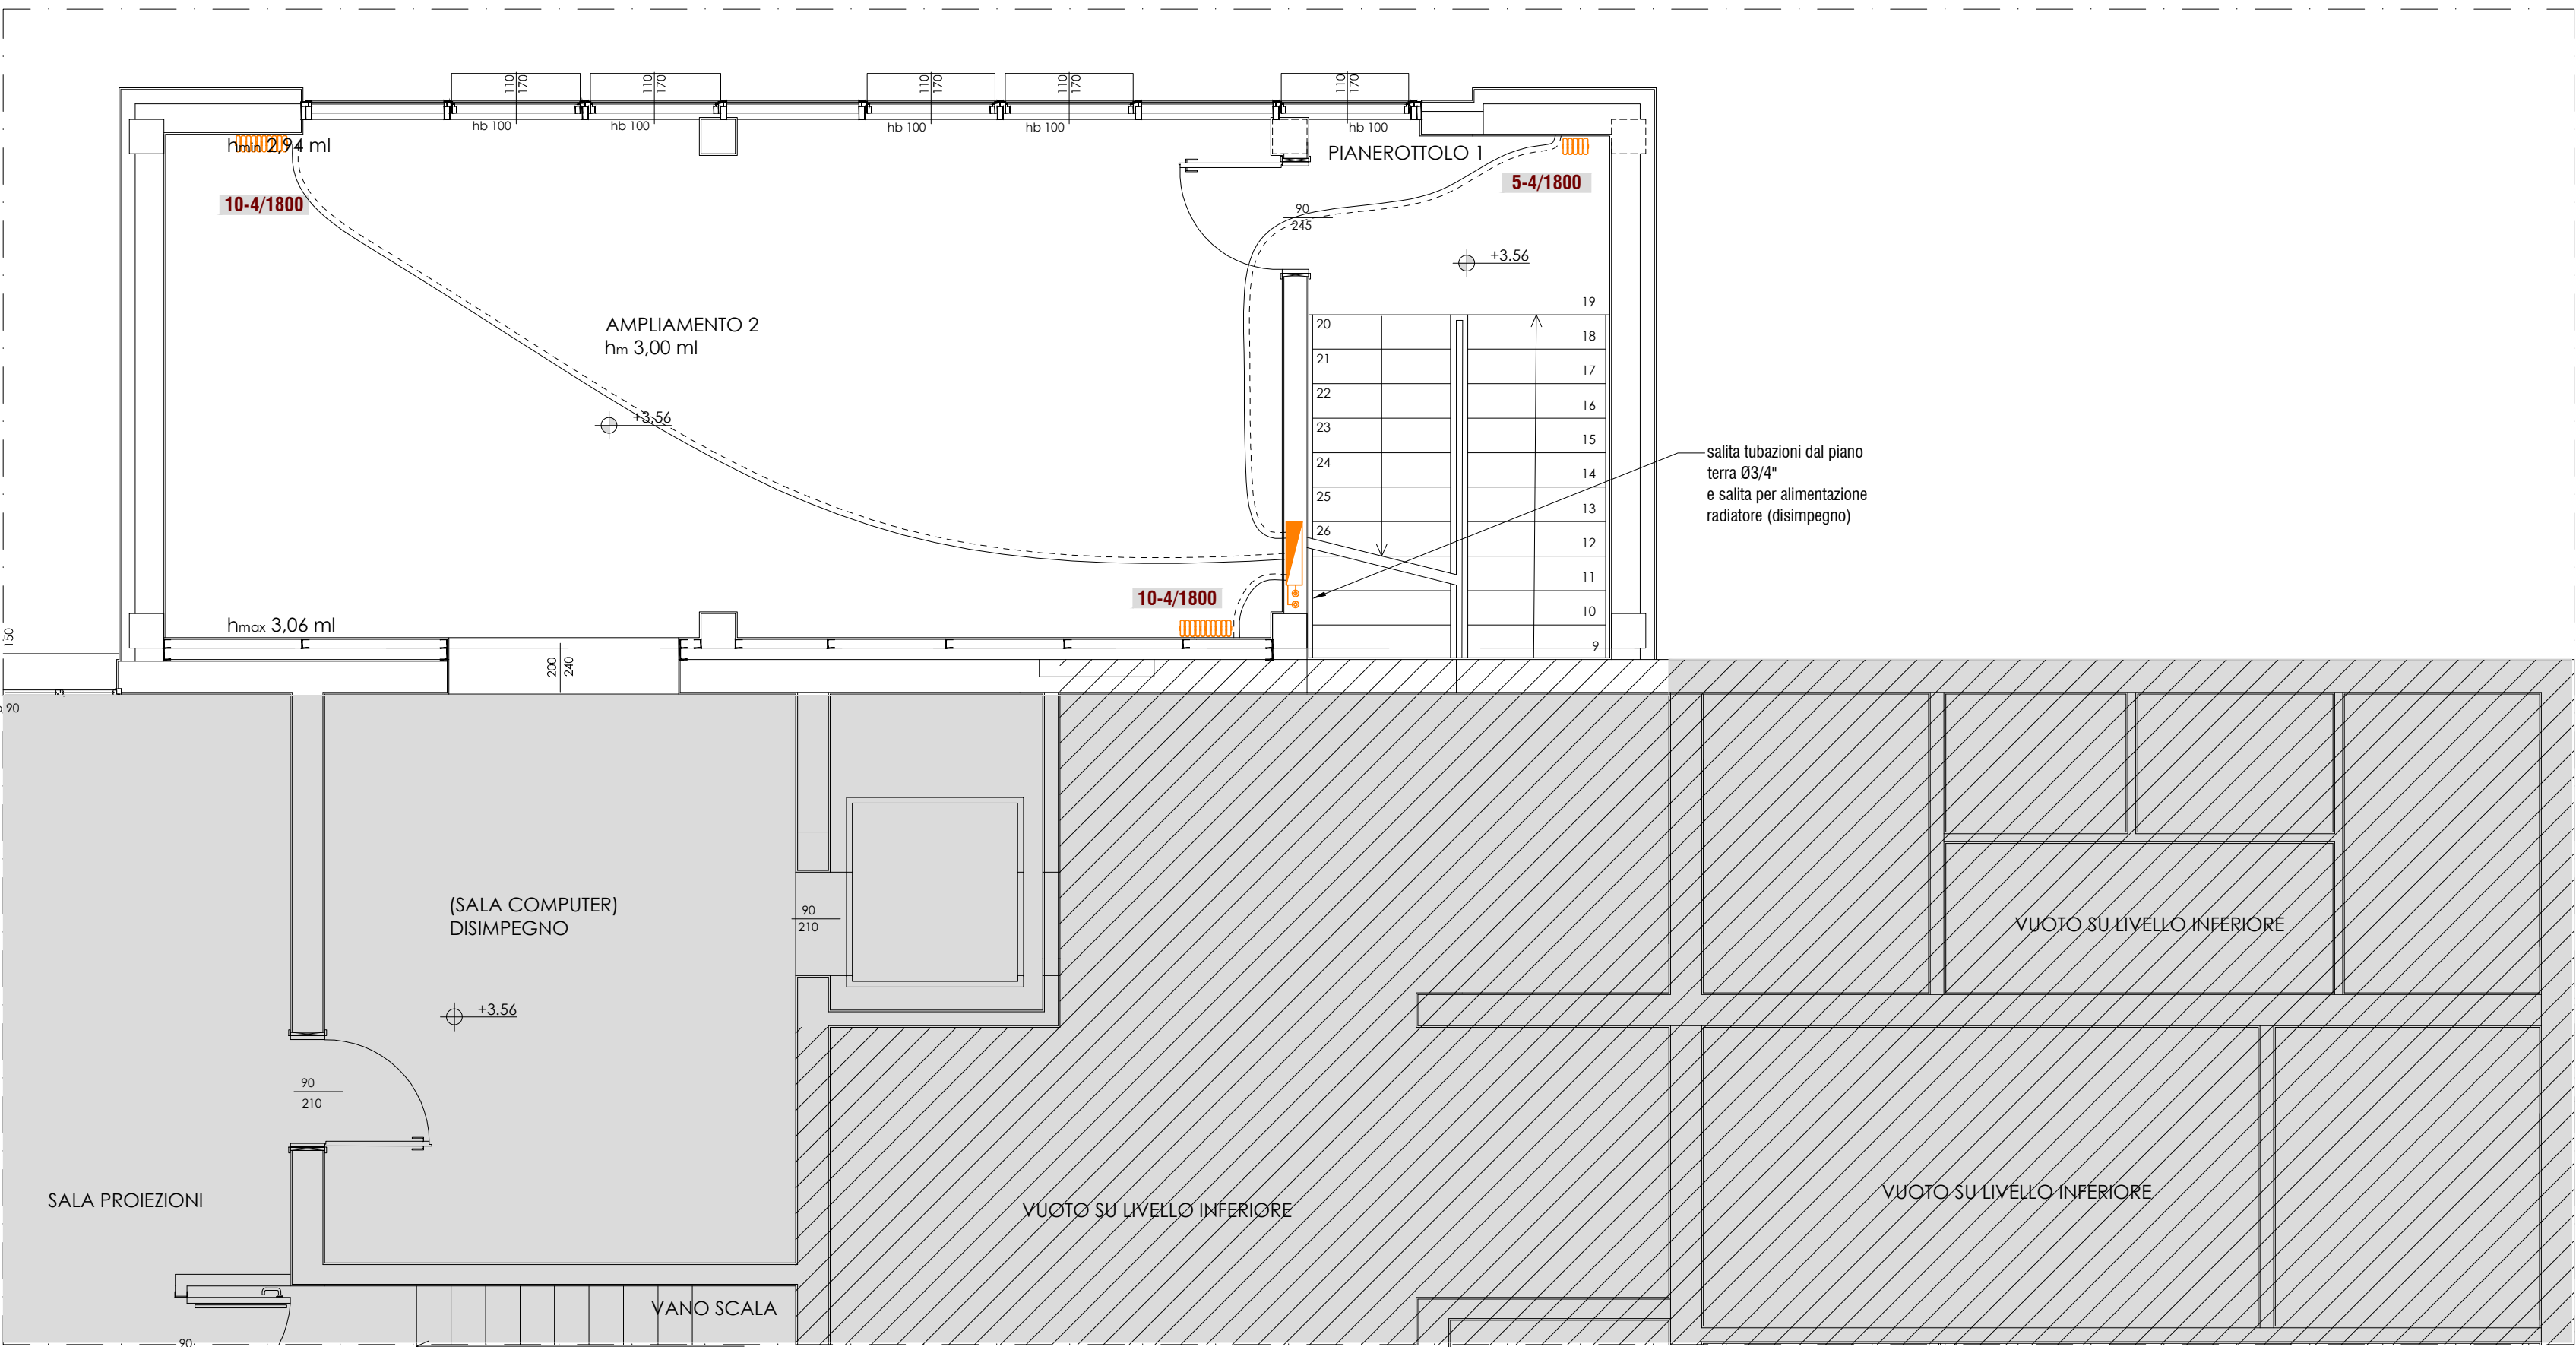 110
170
110
170
110
170
110
170
110
170
hb 100
hb 100
hb 100
hb 100
hb 100
hmin 2,94 ml
PIANEROTTOLO 1
10-4/1800
5-4/1800
90
245
+3.56
AMPLIAMENTO 2
hm 3,00 ml
+3.56
19
20
18
21
17
22
16
23
15
24
14
25
13
26
12
11
10
9
salita tubazioni dal piano
terra Ø3/4"
e salita per alimentazione
radiatore (disimpegno)
10-4/1800
hmax 3,06 ml
150
200
240
90
(SALA COMPUTER)
DISIMPEGNO
90
210
+3.56
VUOTO SU LIVELLO INFERIORE
90
210
SALA PROIEZIONI
VUOTO SU LIVELLO INFERIORE
VUOTO SU LIVELLO INFERIORE
VANO SCALA
90